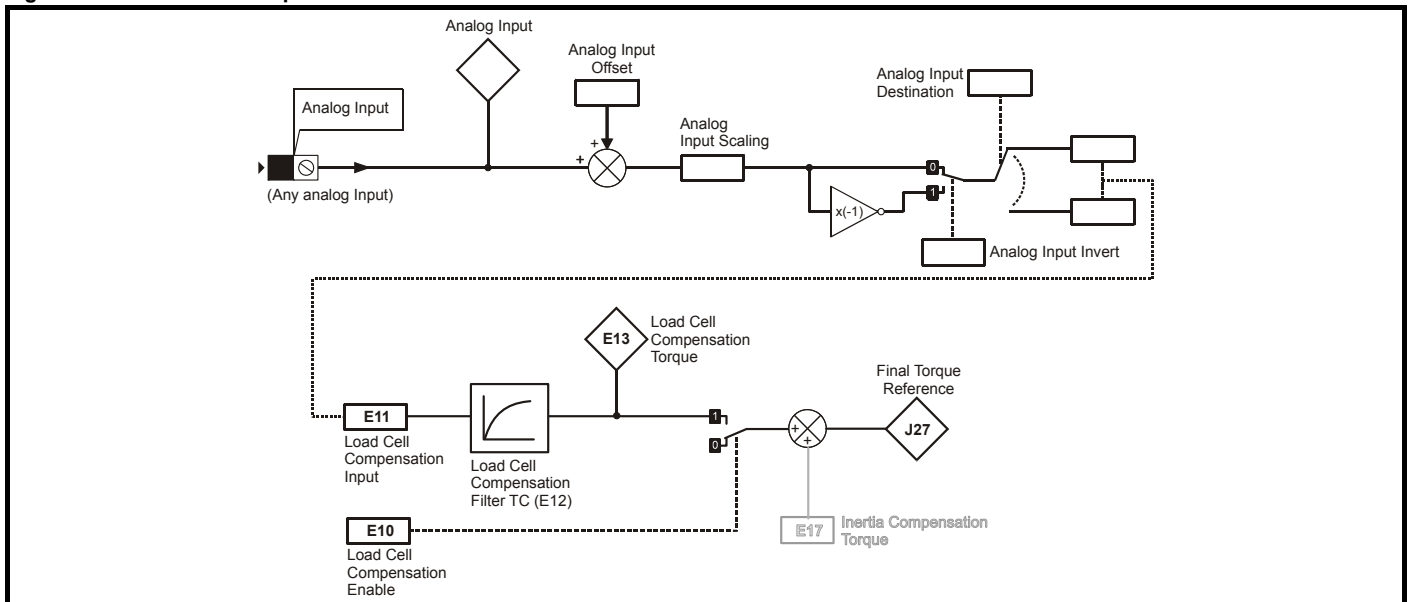 Analog Input
Analog Input
Offset
Analog Input
Destination
Analog Input
Analog
Input Scaling
+
+
0
1
(Any analog Input)
x(-1)
Analog Input Invert
E13
Load Cell
Compensation
Torque
Final Torque
Reference
E11
1
0
+
+
J27
Load Cell
Compensation
Input
Load Cell
Compensation
Filter TC (E12)
E10
Load Cell
Compensation
Enable
E17
Inertia Compensation
Torque